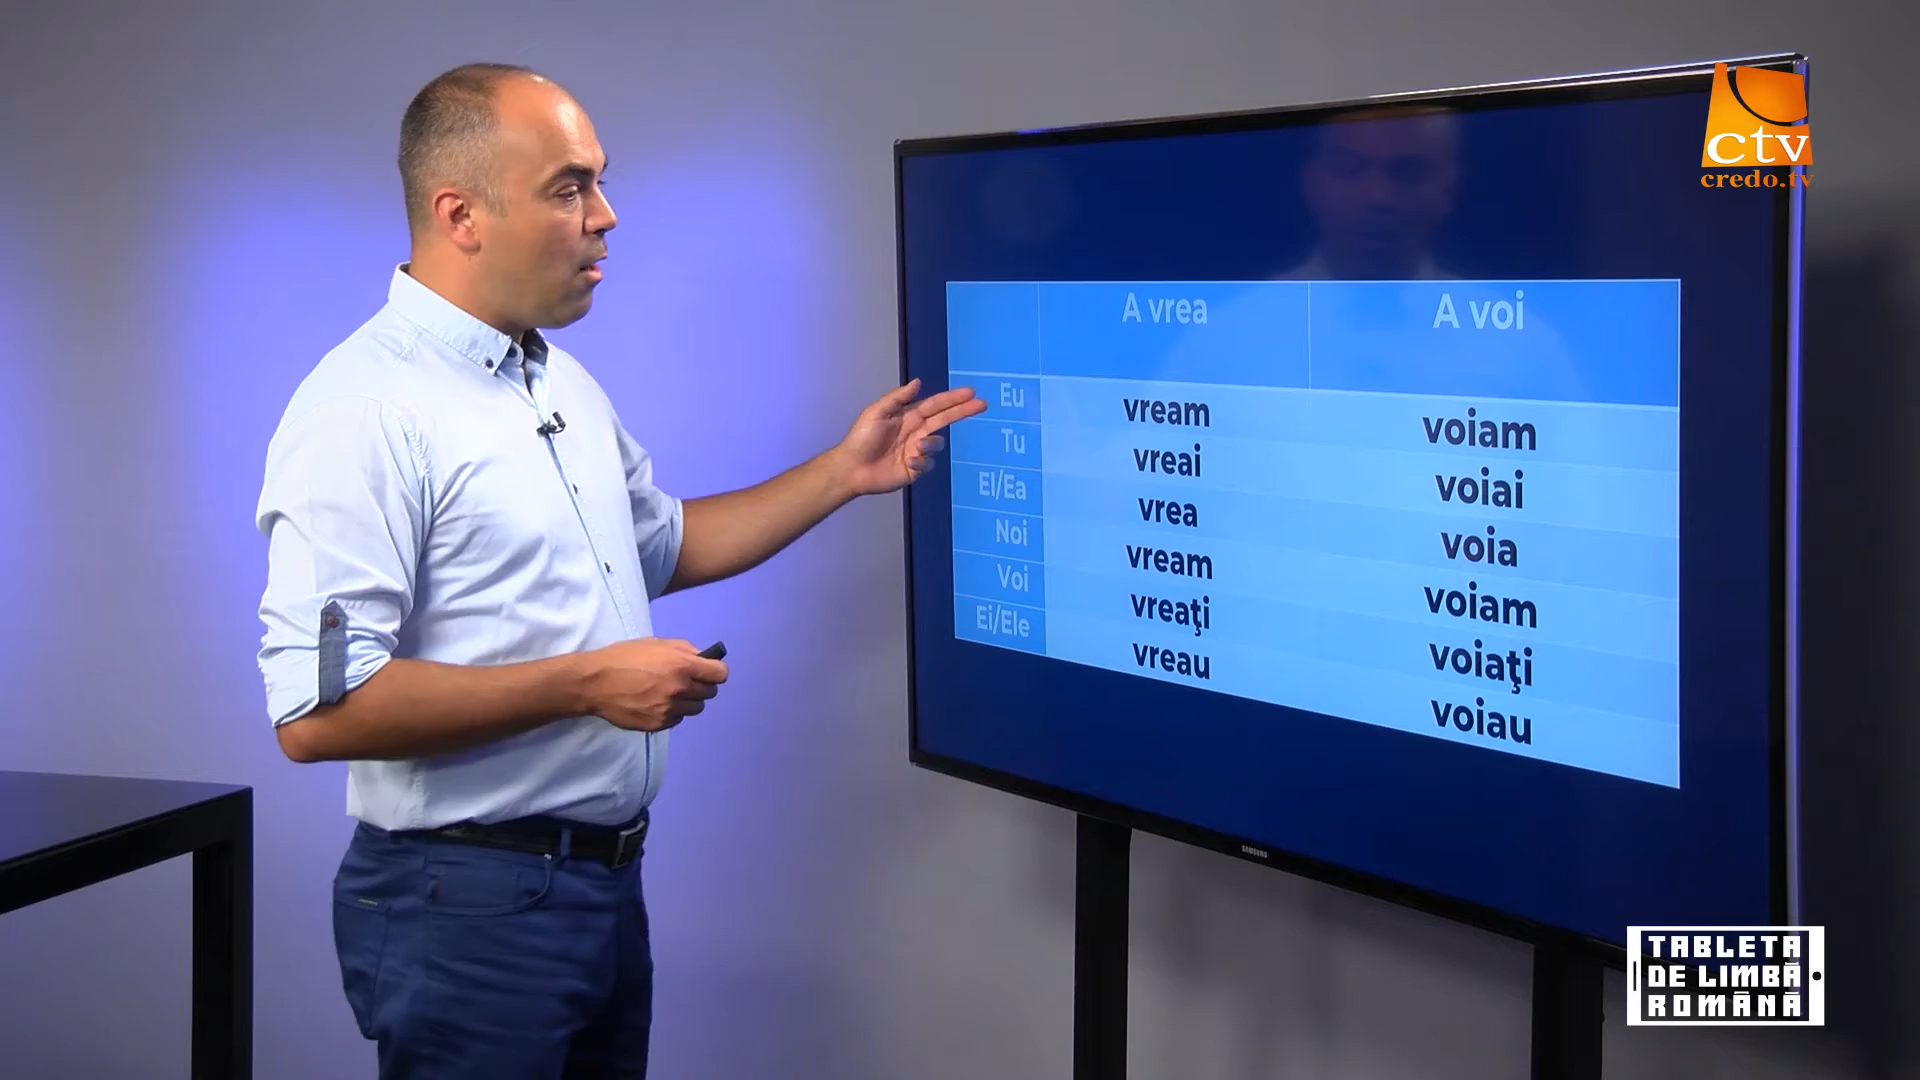 ctv
credo.tv
A vrea A voi
Eu vream voiam
Tu vreai voiai
El/Ea vrea voia
Noi vream voiam
Voi vreaţi voiaţi
Ei/Ele vreau voiau
SAMSUNG
TABLETA
DE LIMBĂ
ROMÂNĂ